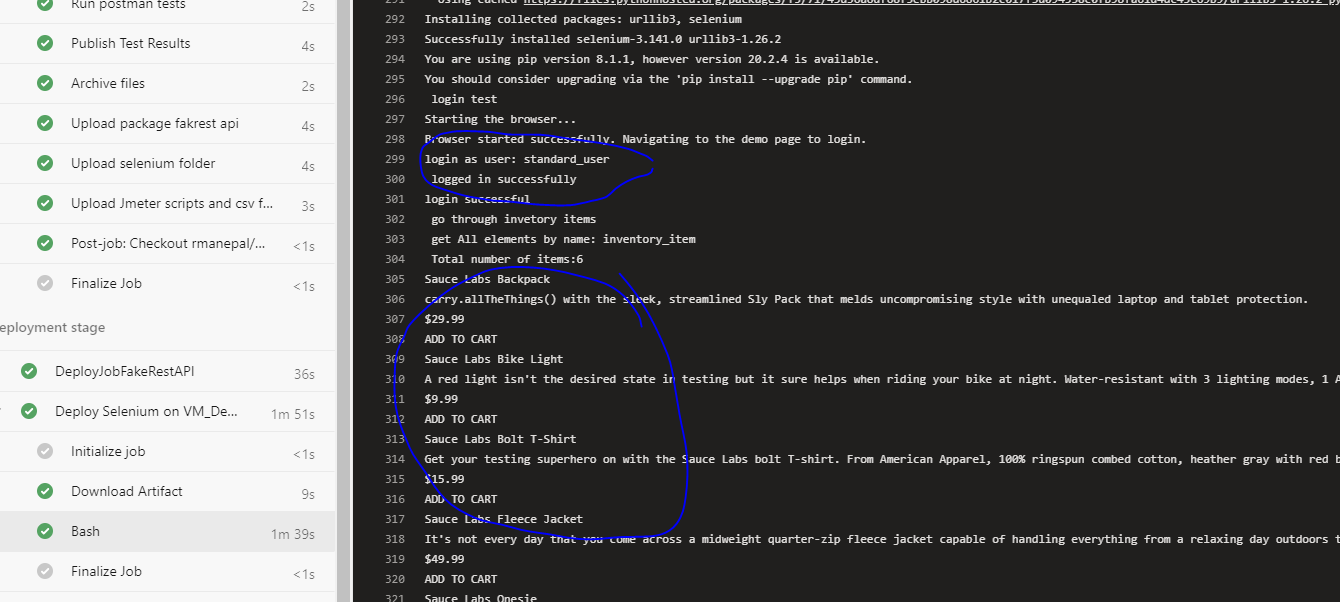 Run postman tests
2s
Publish Test Results
4s
Archive files
2s
Upload package fakrest api
4s
Upload selenium folder
4s
Upload Jmeter scripts and csv f...
3s
Post-job: Checkout rmanepal/...
<1s
Finalize Job
<1s
eployment stage
DeployJobFakeRestAPI
36s
Deploy Selenium on VM_De...
1m 51s
Initialize job
<1s
Download Artifact
9s
Bash
1m 39s
Finalize Job
<1s
292 Installing collected packages: urllib3, selenium
293 Successfully installed selenium-3.141.0 urllib3-1.26.2
294 You are using pip version 8.1.1, however version 20.2.4 is available.
295 You should consider upgrading via the 'pip install --upgrade pip' command.
296 login test
297 Starting the browser...
298 Browser started successfully. Navigating to the demo page to login.
299 login as user: standard_user
300 logged in successfully
301 login successful
302 go through invetory items
303 get All elements by name: inventory_item
304 Total number of items:6
305 Sauce Labs Backpack
306 carry.allTheThings() with the sleek, streamlined Sly Pack that melds uncompromising style with unequaled laptop and tablet protection.
307 $29.99
308 ADD TO CART
309 Sauce Labs Bike Light
310 A red light isn't the desired state in testing but it sure helps when riding your bike at night. Water-resistant with 3 lighting modes, 1 A
311 $9.99
312 ADD TO CART
313 Sauce Labs Bolt T-Shirt
314 Get your testing superhero on with the Sauce Labs bolt T-shirt. From American Apparel, 100% ringspun combed cotton, heather gray with red b
315 $15.99
316 ADD TO CART
317 Sauce Labs Fleece Jacket
318 It's not every day that you come across a midweight quarter-zip fleece jacket capable of handling everything from a relaxing day outdoors t
319 $49.99
320 ADD TO CART
321 Sauce Labs Onesie